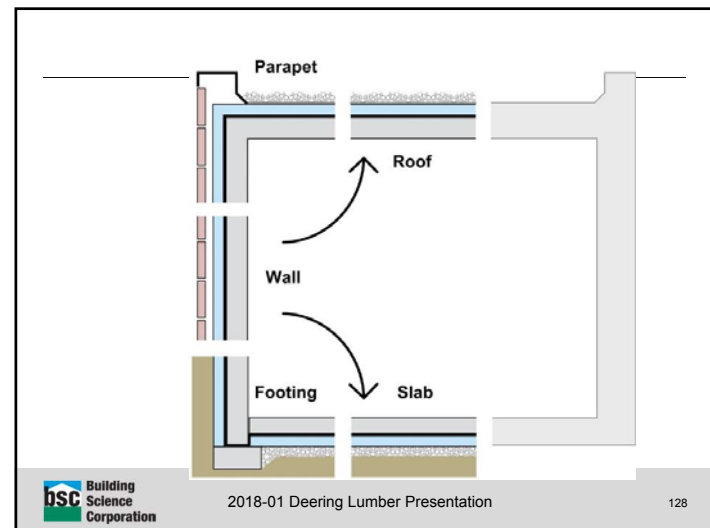 Parapet
Roof
Wall
Footing
Slab
bsc
Building
Science
Corporation
2018-01 Deering Lumber Presentation
128